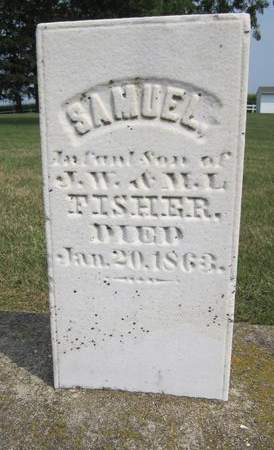 SAMUEL.
Infant Son of
J. W. & M. L
FISHER.
DIED
Jan. 20. 1863.